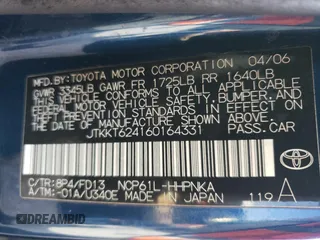 MFD.BY:TOYOTA MOTOR CORPORATION 04/06
GVWR 3345LB GAWR FR 1725LB RR 1640LB
THIS VEHICLE CONFORMS TO ALL APPLICABLE
FEDERAL MOTOR VEHICLE SAFETY, BUMPER, AND
THEFT PREVENTION STANDARDS IN EFFECT ON
THE DATE OF MANUFACTURE SHOWN ABOVE.
JTKKT624160164331 PASS.CAR
C/TR:8P4/FD13 NCP61L-HHPNKA
A/TM:-01A/U340E MADE IN JAPAN
TOYOTA
119 A
DREAMBID